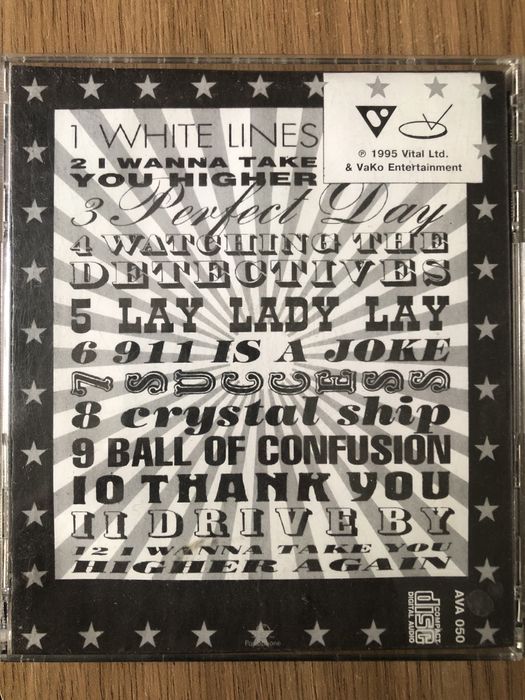 1 WHITE LINES
2 I WANNA TAKE
YOU HIGHER
3 Perfect Day
4 WATCHING THE
DETECTIVES
5 LAY LADY LAY
6 911 IS A JOKE
7 SUCCESS
8 crystal ship
9 BALL OF CONFUSION
10 THANK YOU
11 DRIVE BY
12 I WANNA TAKE YOU
HIGHER AGAIN
℗ 1995 Vital Ltd.
& VaKo Entertainment
COMPACT
disc
DIGITAL AUDIO
AVA 050
Parlophone